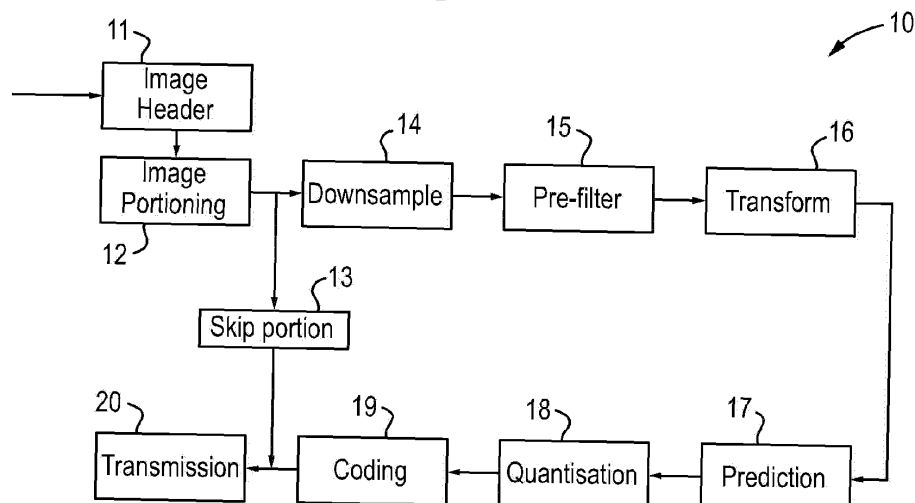 10
11
Image
Header
14
15
16
Image
Portioning
Downsample
Pre-filter
Transform
12
13
Skip portion
20
19
18
17
Transmission
Coding
Quantisation
Prediction